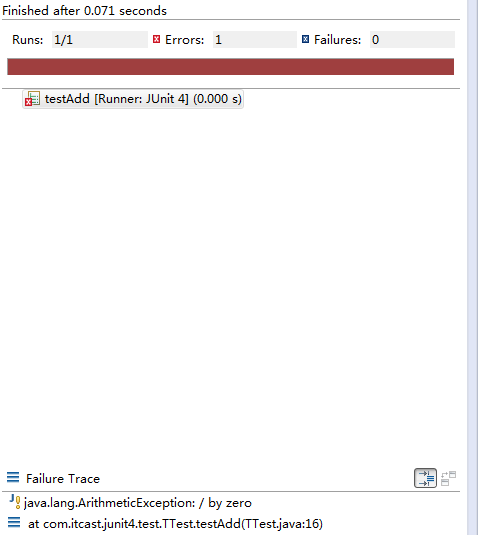 Finished after 0.071 seconds
Runs: 1/1 Errors: 1 Failures: 0
testAdd [Runner: JUnit 4] (0.000 s)
Failure Trace
java.lang.ArithmeticException: / by zero
at com.itcast.junit4.test.TTest.testAdd(TTest.java:16)